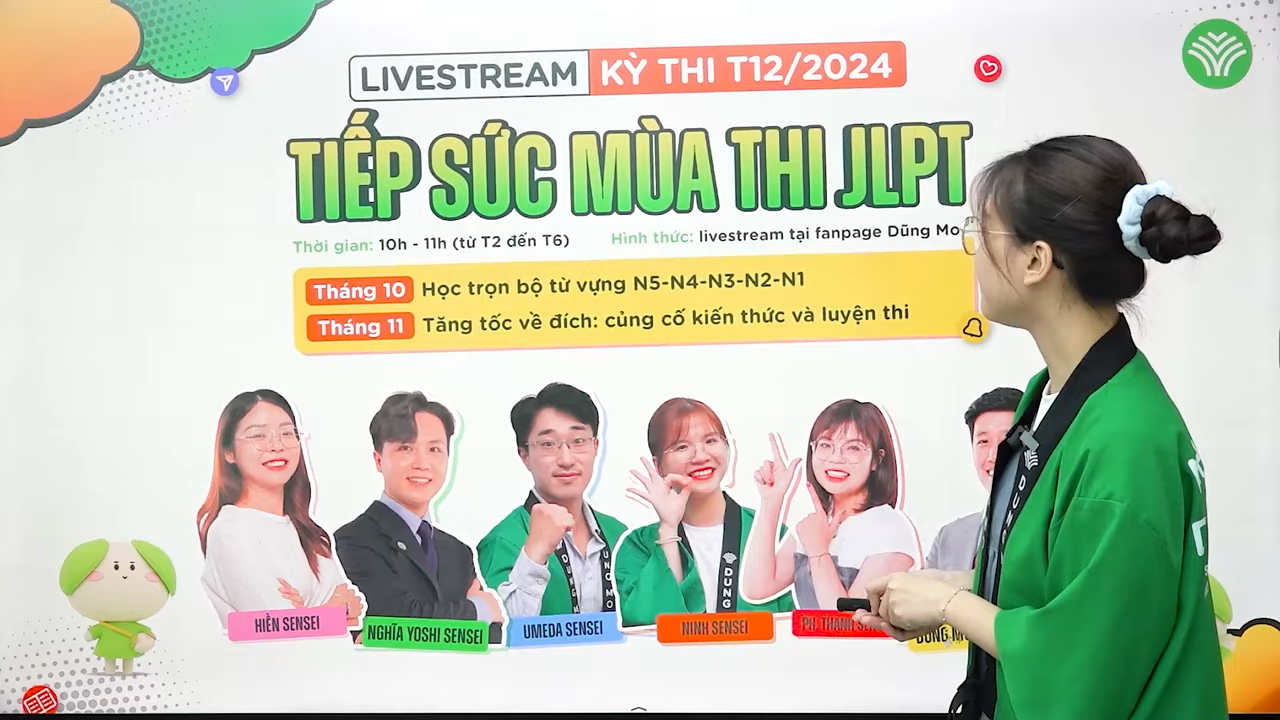 LIVESTREAM KỲ THI T12/2024
TIẾP SỨC MÙA THI JLPT
Thời gian: 10h - 11h (từ T2 đến T6)
Hình thức: livestream tại fanpage Dũng Mo
Tháng 10 Học trọn bộ từ vựng N5-N4-N3-N2-N1
Tháng 11 Tăng tốc về đích: củng cố kiến thức và luyện thi
DUNG
DUNG
HIỀN SENSEI
NGHĨA YOSHI SENSEI
UMEDA SENSEI
NINH SENSEI